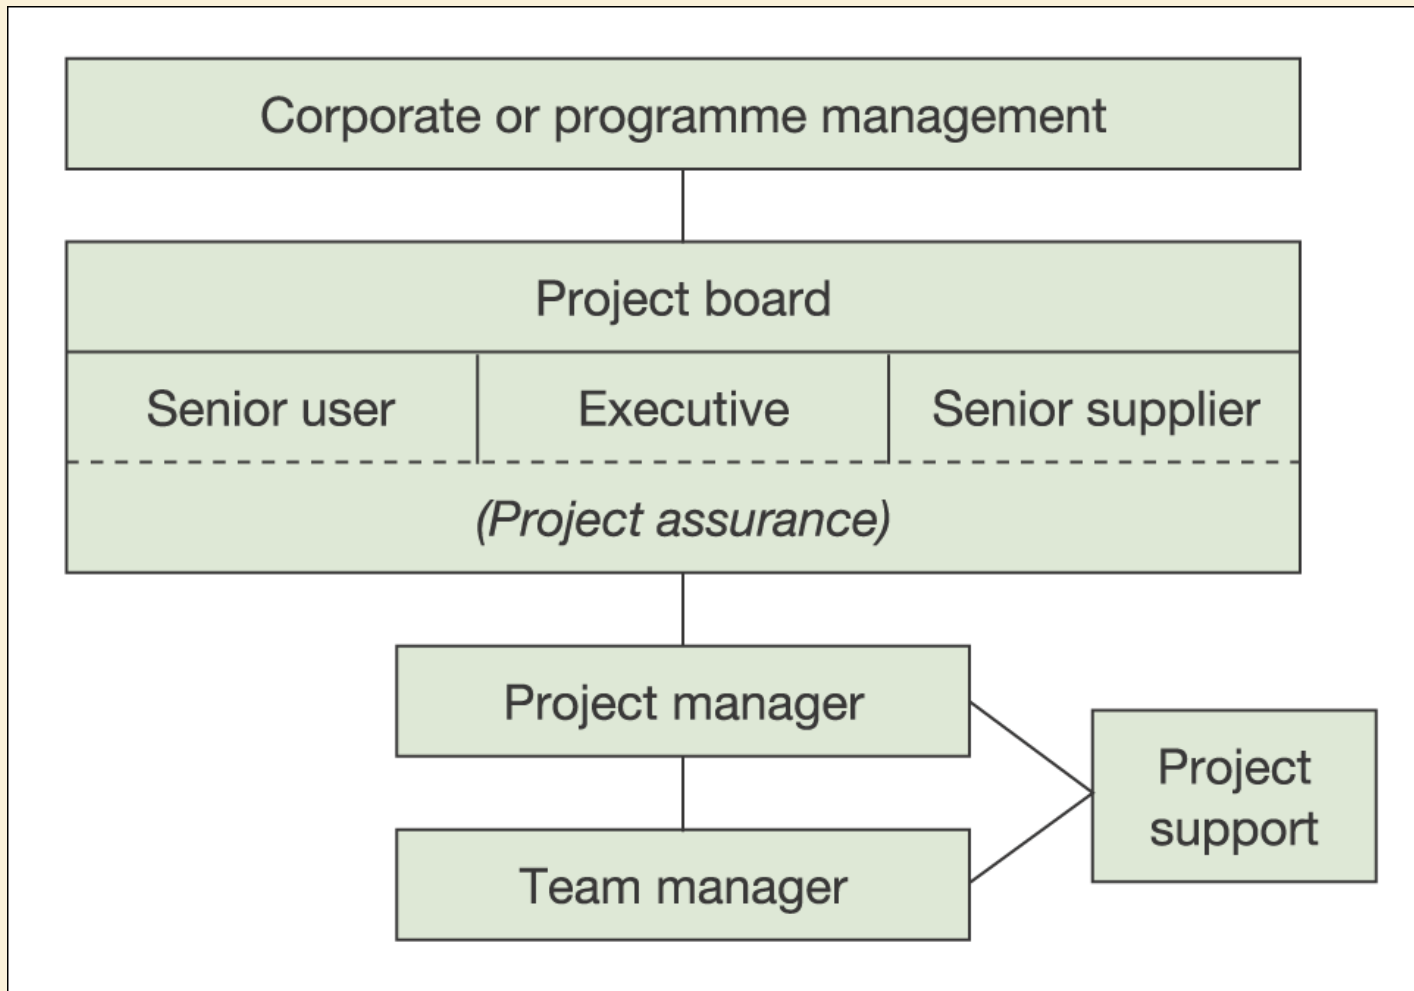 Corporate or programme management
Project board
Senior user
Executive
Senior supplier
(Project assurance)
Project manager
Project
support
Team manager